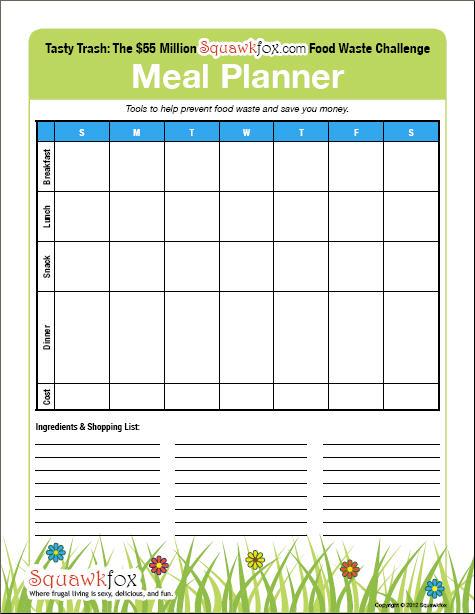 Tasty Trash: The $55 Million Squawkfox.com Food Waste Challenge
Meal Planner
Tools to help prevent food waste and save you money.
S M T W T F S
Breakfast
Lunch
Snack
Dinner
Cost
Ingredients & Shopping List:
Squawkfox
Where frugal living is sexy, delicious, and fun.
Copyright © 2012 Squawkfox